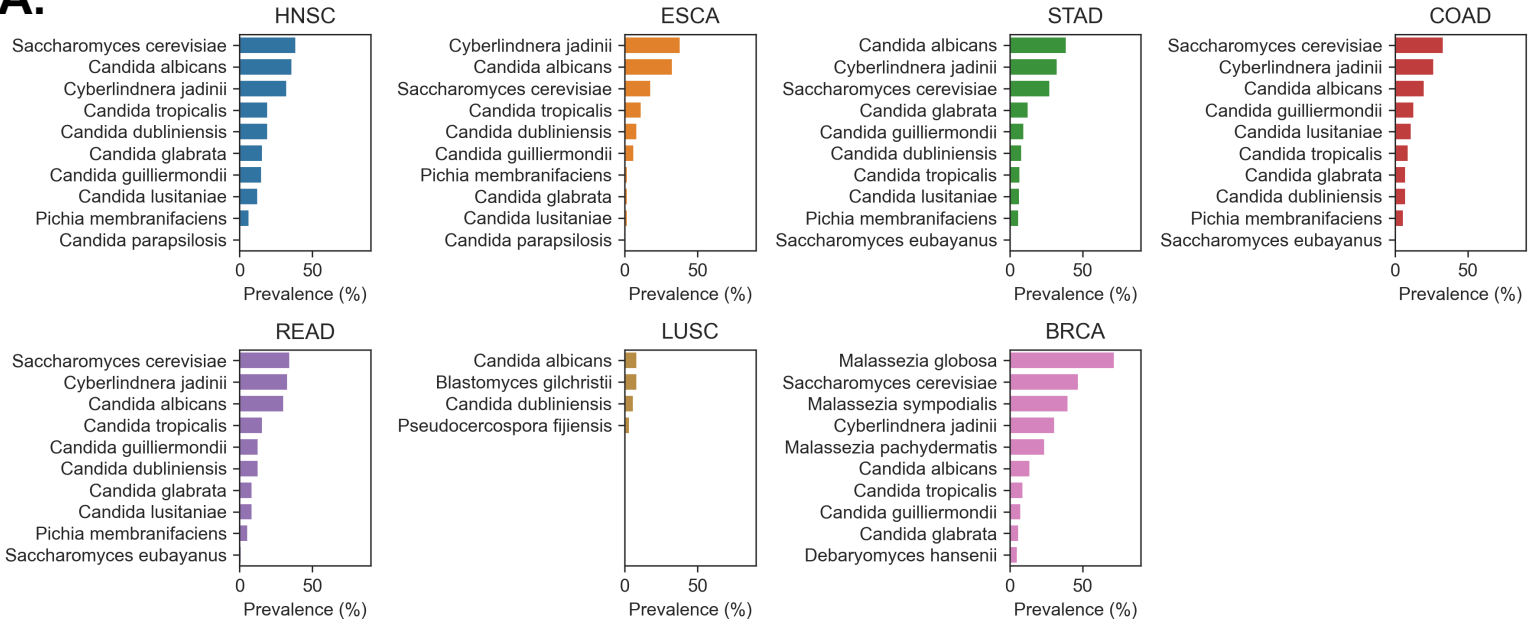 A.
HNSC
Saccharomyces cerevisiae
Candida albicans
Cyberlindnera jadinii
Candida tropicalis
Candida dubliniensis
Candida glabrata
Candida guilliermondii
Candida lusitaniae
Pichia membranifaciens
Candida parapsilosis
0 50
Prevalence (%)
ESCA
Cyberlindnera jadinii
Candida albicans
Saccharomyces cerevisiae
Candida tropicalis
Candida dubliniensis
Candida guilliermondii
Pichia membranifaciens
Candida glabrata
Candida lusitaniae
Candida parapsilosis
0 50
Prevalence (%)
STAD
Candida albicans
Cyberlindnera jadinii
Saccharomyces cerevisiae
Candida glabrata
Candida guilliermondii
Candida dubliniensis
Candida tropicalis
Candida lusitaniae
Pichia membranifaciens
Saccharomyces eubayanus
0 50
Prevalence (%)
COAD
Saccharomyces cerevisiae
Cyberlindnera jadinii
Candida albicans
Candida guilliermondii
Candida lusitaniae
Candida tropicalis
Candida glabrata
Candida dubliniensis
Pichia membranifaciens
Saccharomyces eubayanus
0 50
Prevalence (%)
READ
Saccharomyces cerevisiae
Cyberlindnera jadinii
Candida albicans
Candida tropicalis
Candida guilliermondii
Candida dubliniensis
Candida glabrata
Candida lusitaniae
Pichia membranifaciens
Saccharomyces eubayanus
0 50
Prevalence (%)
LUSC
Candida albicans
Blastomyces gilchristii
Candida dubliniensis
Pseudocercospora fijiensis
0 50
Prevalence (%)
BRCA
Malassezia globosa
Saccharomyces cerevisiae
Malassezia sympodialis
Cyberlindnera jadinii
Malassezia pachydermatis
Candida albicans
Candida tropicalis
Candida guilliermondii
Candida glabrata
Debaryomyces hansenii
0 50
Prevalence (%)